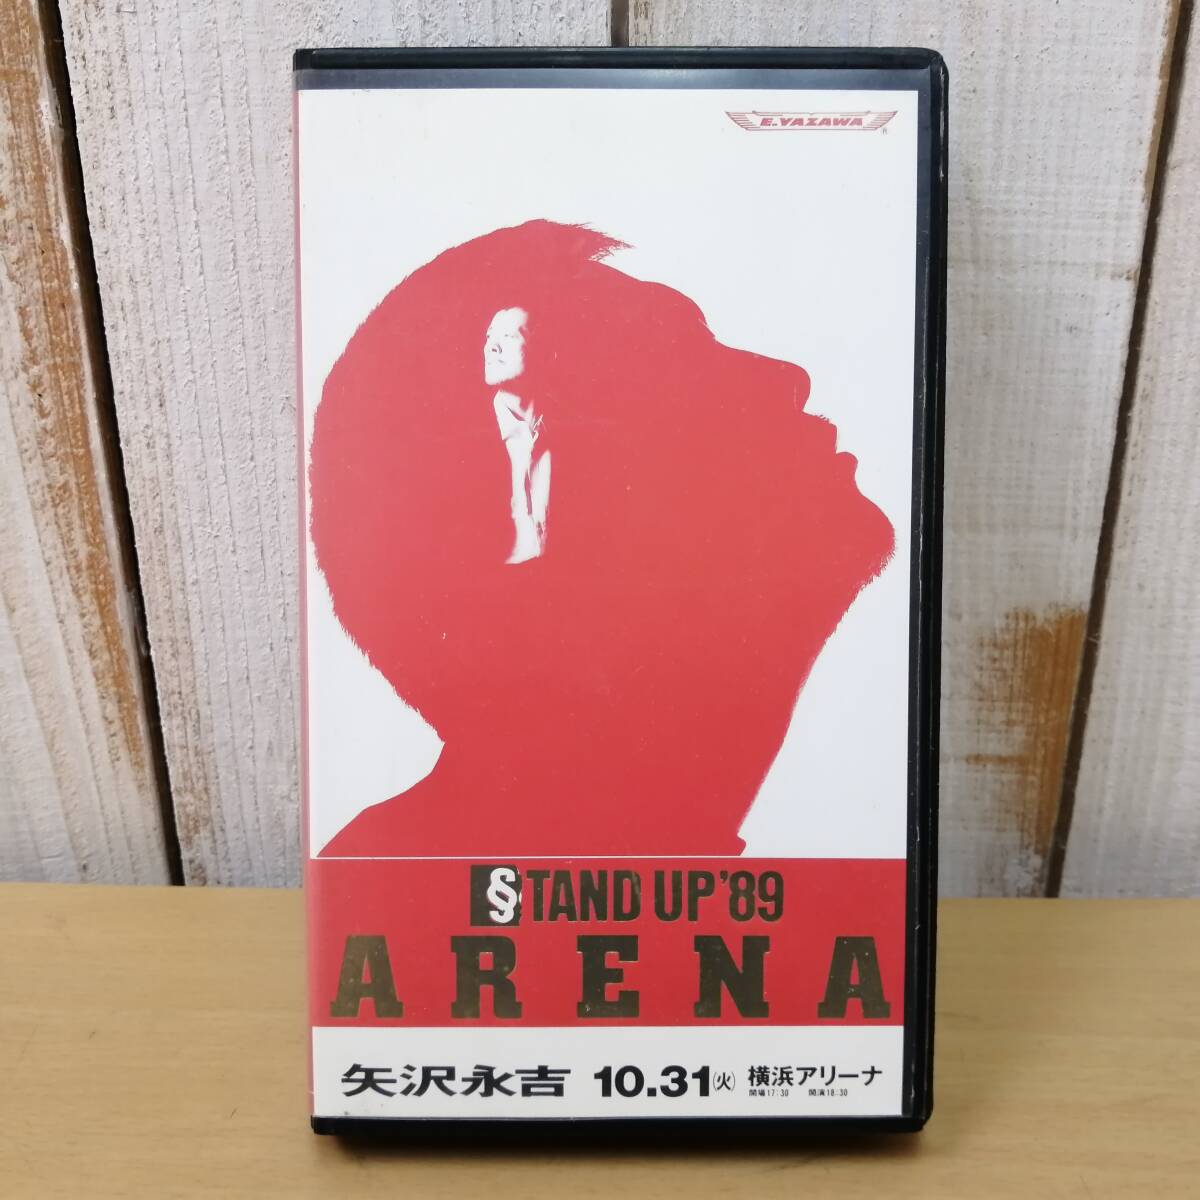 E.YAZAWA
®
§TAND UP '89
ARENA
矢沢永吉 10.31(火) 横浜アリーナ
開場17:30 開演18:30